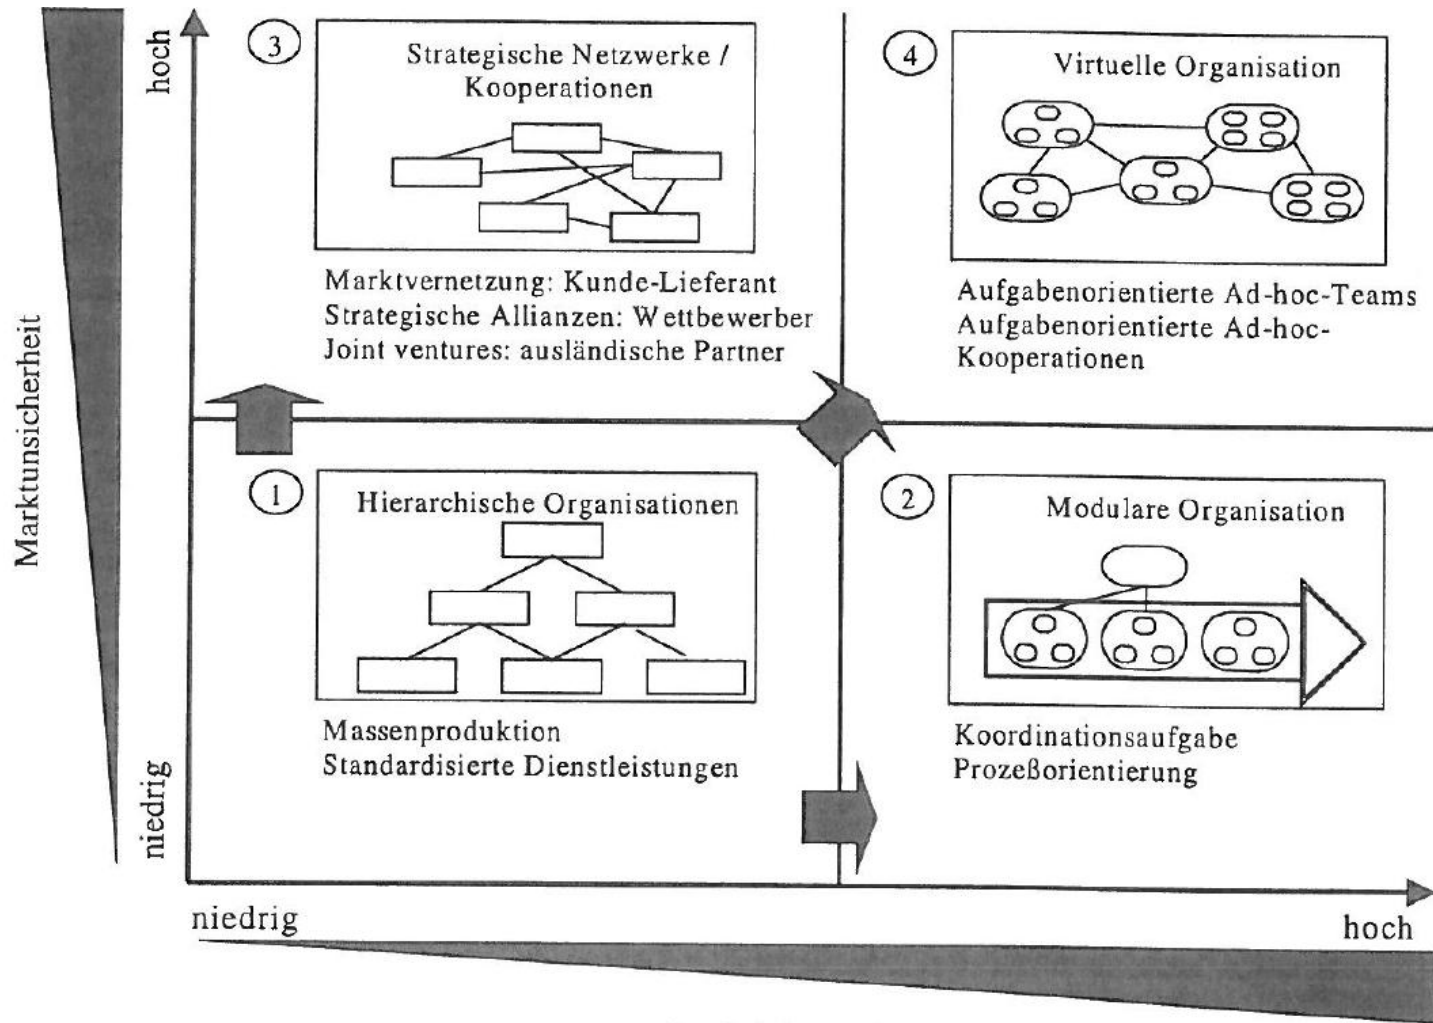 hoch
3
Strategische Netzwerke /
Kooperationen
Marktvernetzung: Kunde-Lieferant
Strategische Allianzen: Wettbewerber
Joint ventures: ausländische Partner
4
Virtuelle Organisation
Aufgabenorientierte Ad-hoc-Teams
Aufgabenorientierte Ad-hoc-
Kooperationen
Marktunsicherheit
1
Hierarchische Organisationen
Massenproduktion
Standardisierte Dienstleistungen
2
Modulare Organisation
Koordinationsaufgabe
Prozeßorientierung
niedrig
niedrig
hoch